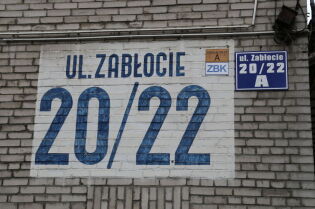 UL. ZABŁOCIE
20/22
A
ZBK
ul. Zabłocie
20/22
A